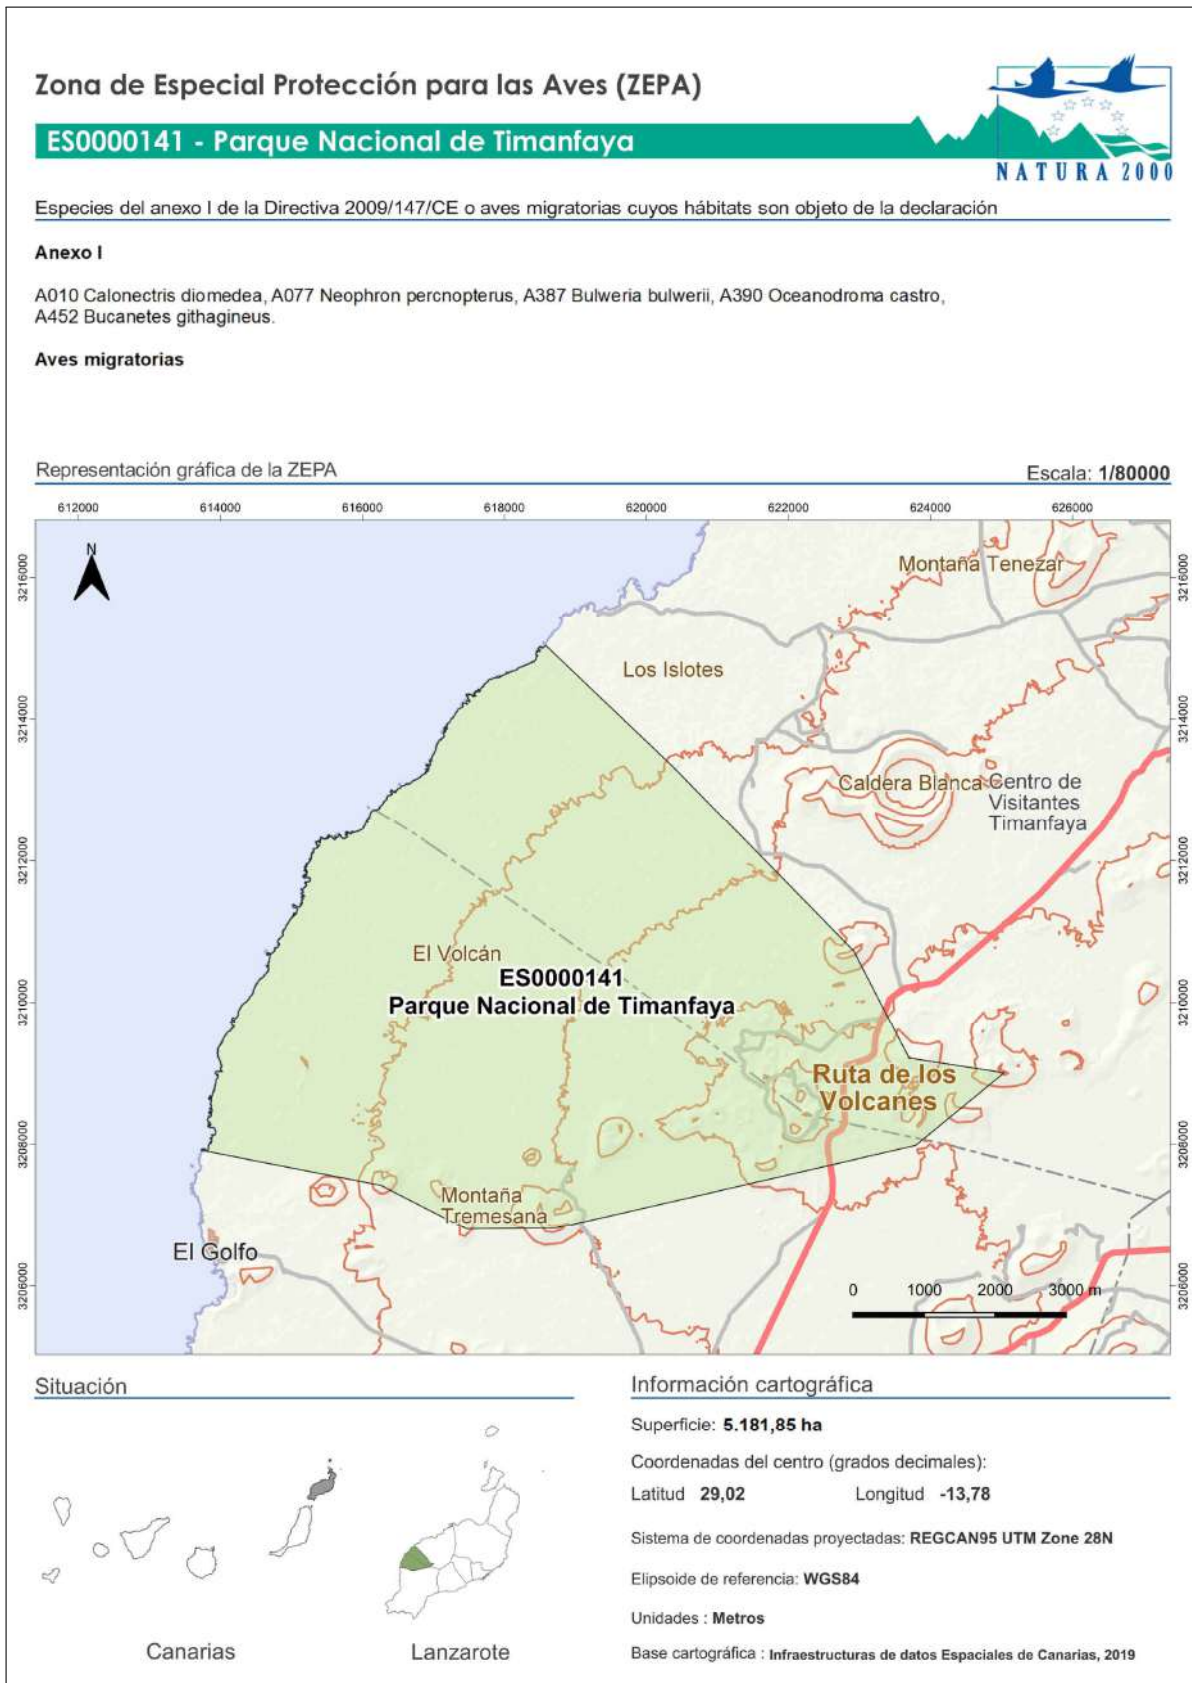 Zona de Especial Protección para las Aves (ZEPA)
ES0000141 - Parque Nacional de Timanfaya
NATURA 2000
Especies del anexo I de la Directiva 2009/147/CE o aves migratorias cuyos hábitats son objeto de la declaración
Anexo I
A010 Calonectris diomedea, A077 Neophron percnopterus, A387 Bulweria bulwerii, A390 Oceanodroma castro,
A452 Bucanetes githagineus.
Aves migratorias
Representación gráfica de la ZEPA
Escala: 1/80000
612000 614000 616000 618000 620000 622000 624000 626000
N
3216000
3216000
Montaña Tenezar
Los Islotes
3214000
3214000
Caldera Blanca
Centro de
Visitantes
Timanfaya
3212000
3212000
El Volcán
ES0000141
Parque Nacional de Timanfaya
3210000
3210000
Ruta de los
Volcanes
3208000
3208000
Montaña
Tremesana
El Golfo
3206000
3206000
0 1000 2000 3000 m
Situación
Canarias
Lanzarote
Información cartográfica
Superficie: 5.181,85 ha
Coordenadas del centro (grados decimales):
Latitud 29,02 Longitud -13,78
Sistema de coordenadas proyectadas: REGCAN95 UTM Zone 28N
Elipsoide de referencia: WGS84
Unidades : Metros
Base cartográfica : Infraestructuras de datos Espaciales de Canarias, 2019